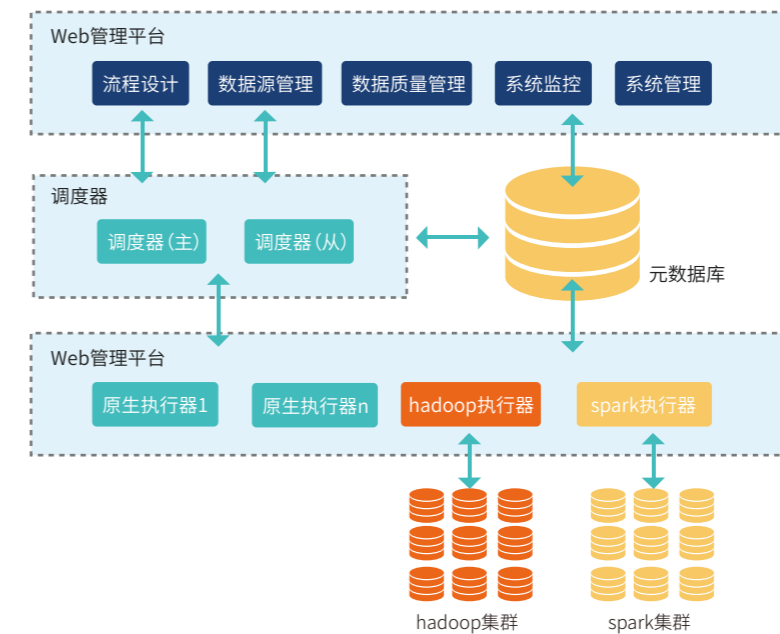 Web管理平台
流程设计 数据源管理 数据质量管理 系统监控 系统管理
调度器
调度器(主) 调度器(从)
元数据库
Web管理平台
原生执行器1 原生执行器n hadoop执行器 spark执行器
hadoop集群 spark集群